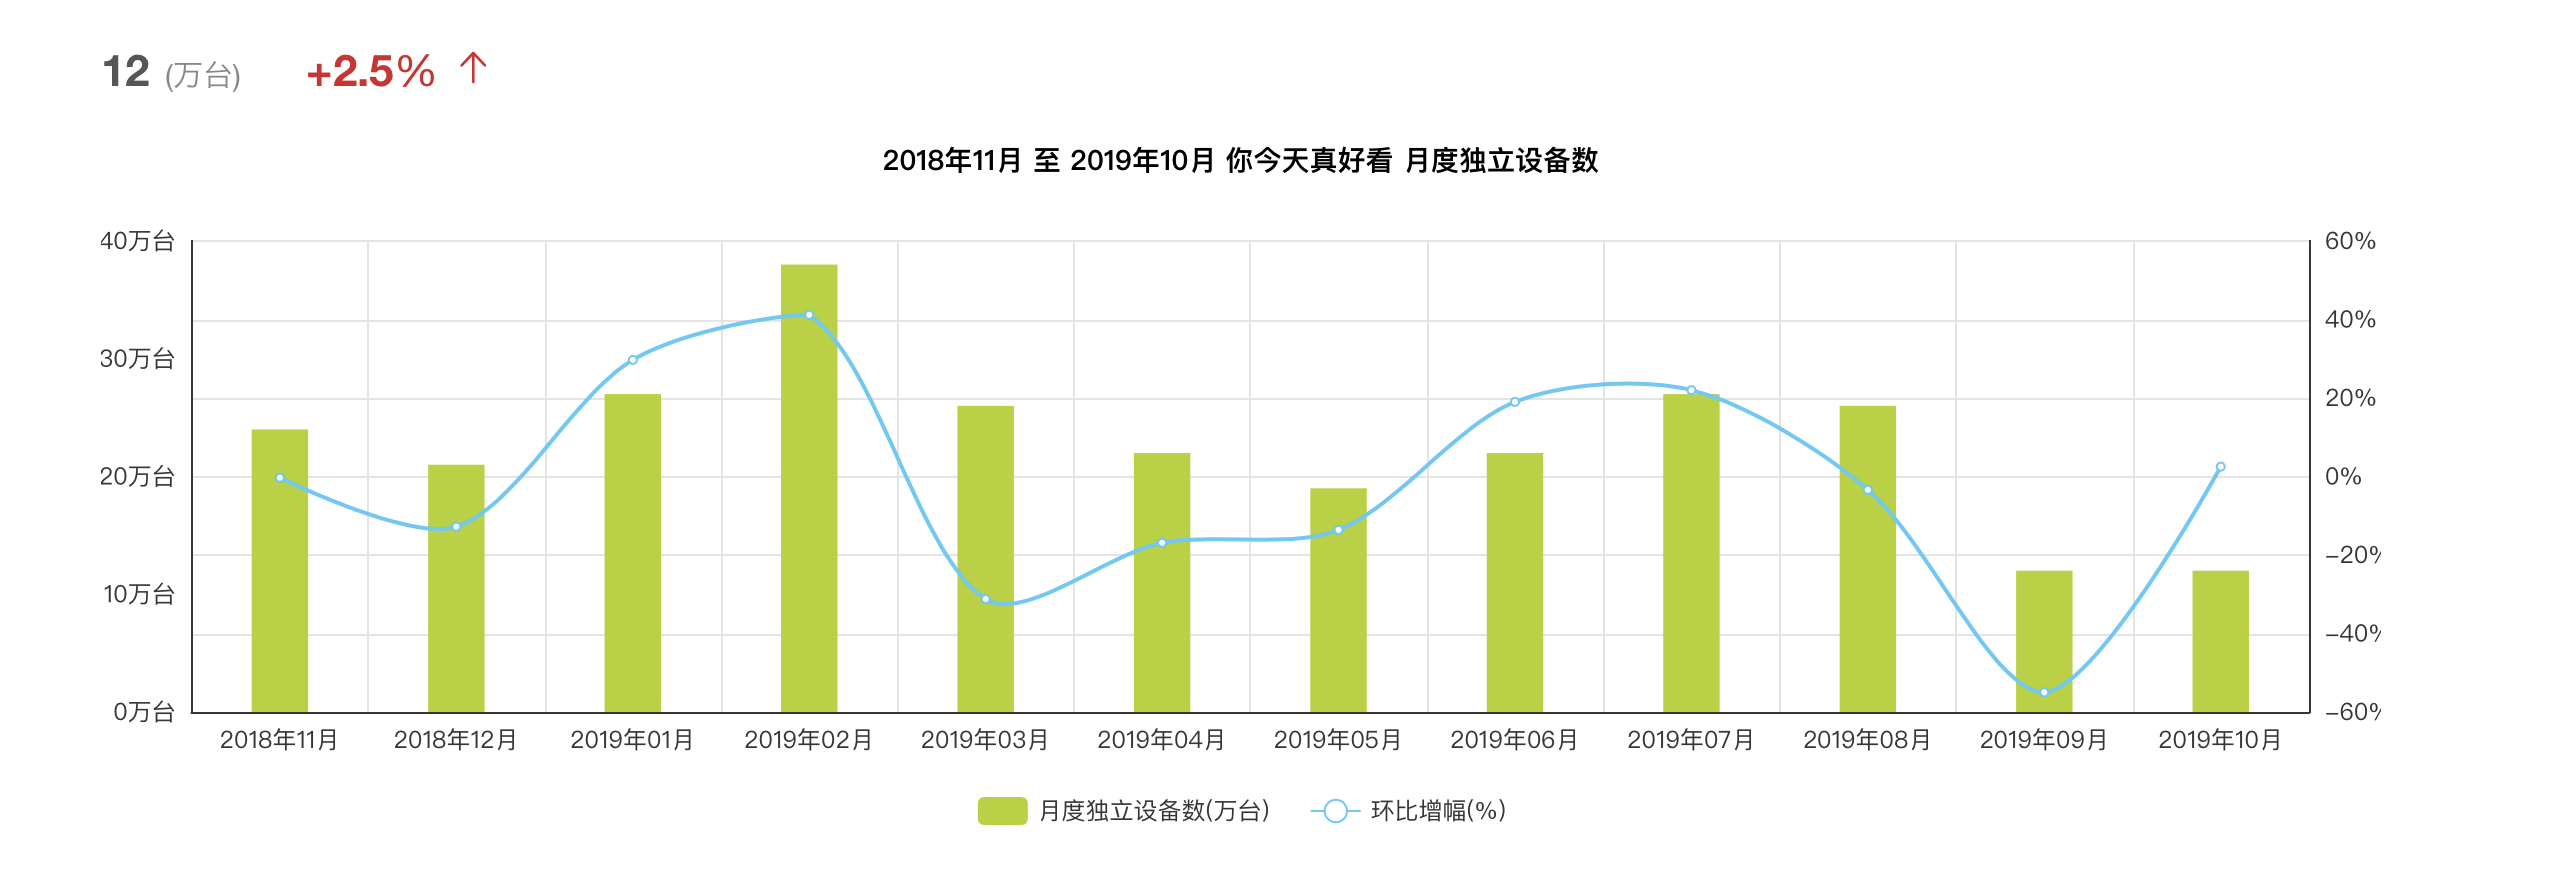 12 (万台) +2.5% ↑
2018年11月 至 2019年10月 你今天真好看 月度独立设备数
40万台
30万台
20万台
10万台
0万台
60%
40%
20%
0%
-20%
-40%
-60%
2018年11月 2018年12月 2019年01月 2019年02月 2019年03月 2019年04月 2019年05月 2019年06月 2019年07月 2019年08月 2019年09月 2019年10月
月度独立设备数(万台) 环比增幅(%)